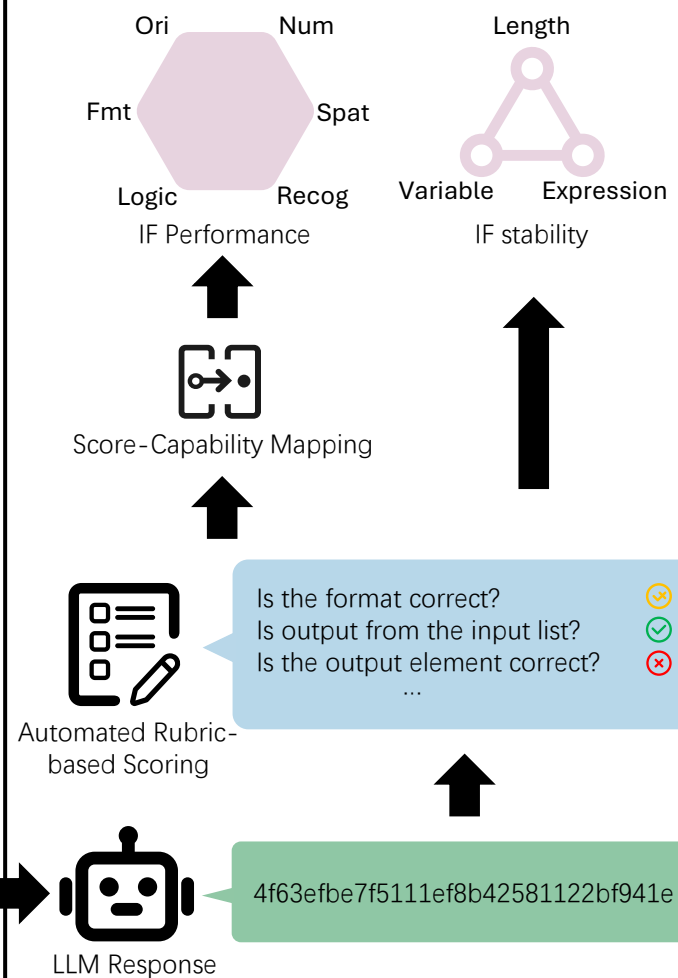 Ori Num Length
Fmt Spat
Logic Recog Variable Expression
IF Performance IF stability
Score-Capability Mapping
Is the format correct?
Is output from the input list?
Is the output element correct?
...
Automated Rubric-
based Scoring
4f63efbe7f5111ef8b42581122bf941e
LLM Response